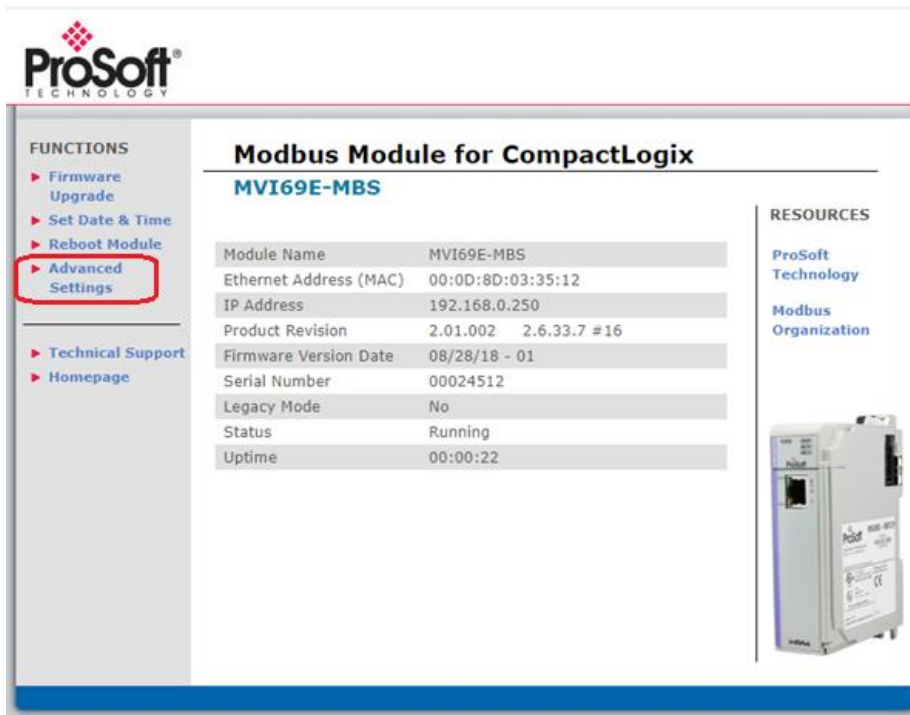 ProSoft®
TECHNOLOGY
FUNCTIONS
Firmware
Upgrade
Set Date & Time
Reboot Module
Advanced
Settings
Technical Support
Homepage
Modbus Module for CompactLogix
MVI69E-MBS
Module Name MVI69E-MBS
Ethernet Address (MAC) 00:0D:8D:03:35:12
IP Address 192.168.0.250
Product Revision 2.01.002 2.6.33.7 #16
Firmware Version Date 08/28/18 - 01
Serial Number 00024512
Legacy Mode No
Status Running
Uptime 00:00:22
RESOURCES
ProSoft
Technology
Modbus
Organization
ProSoft